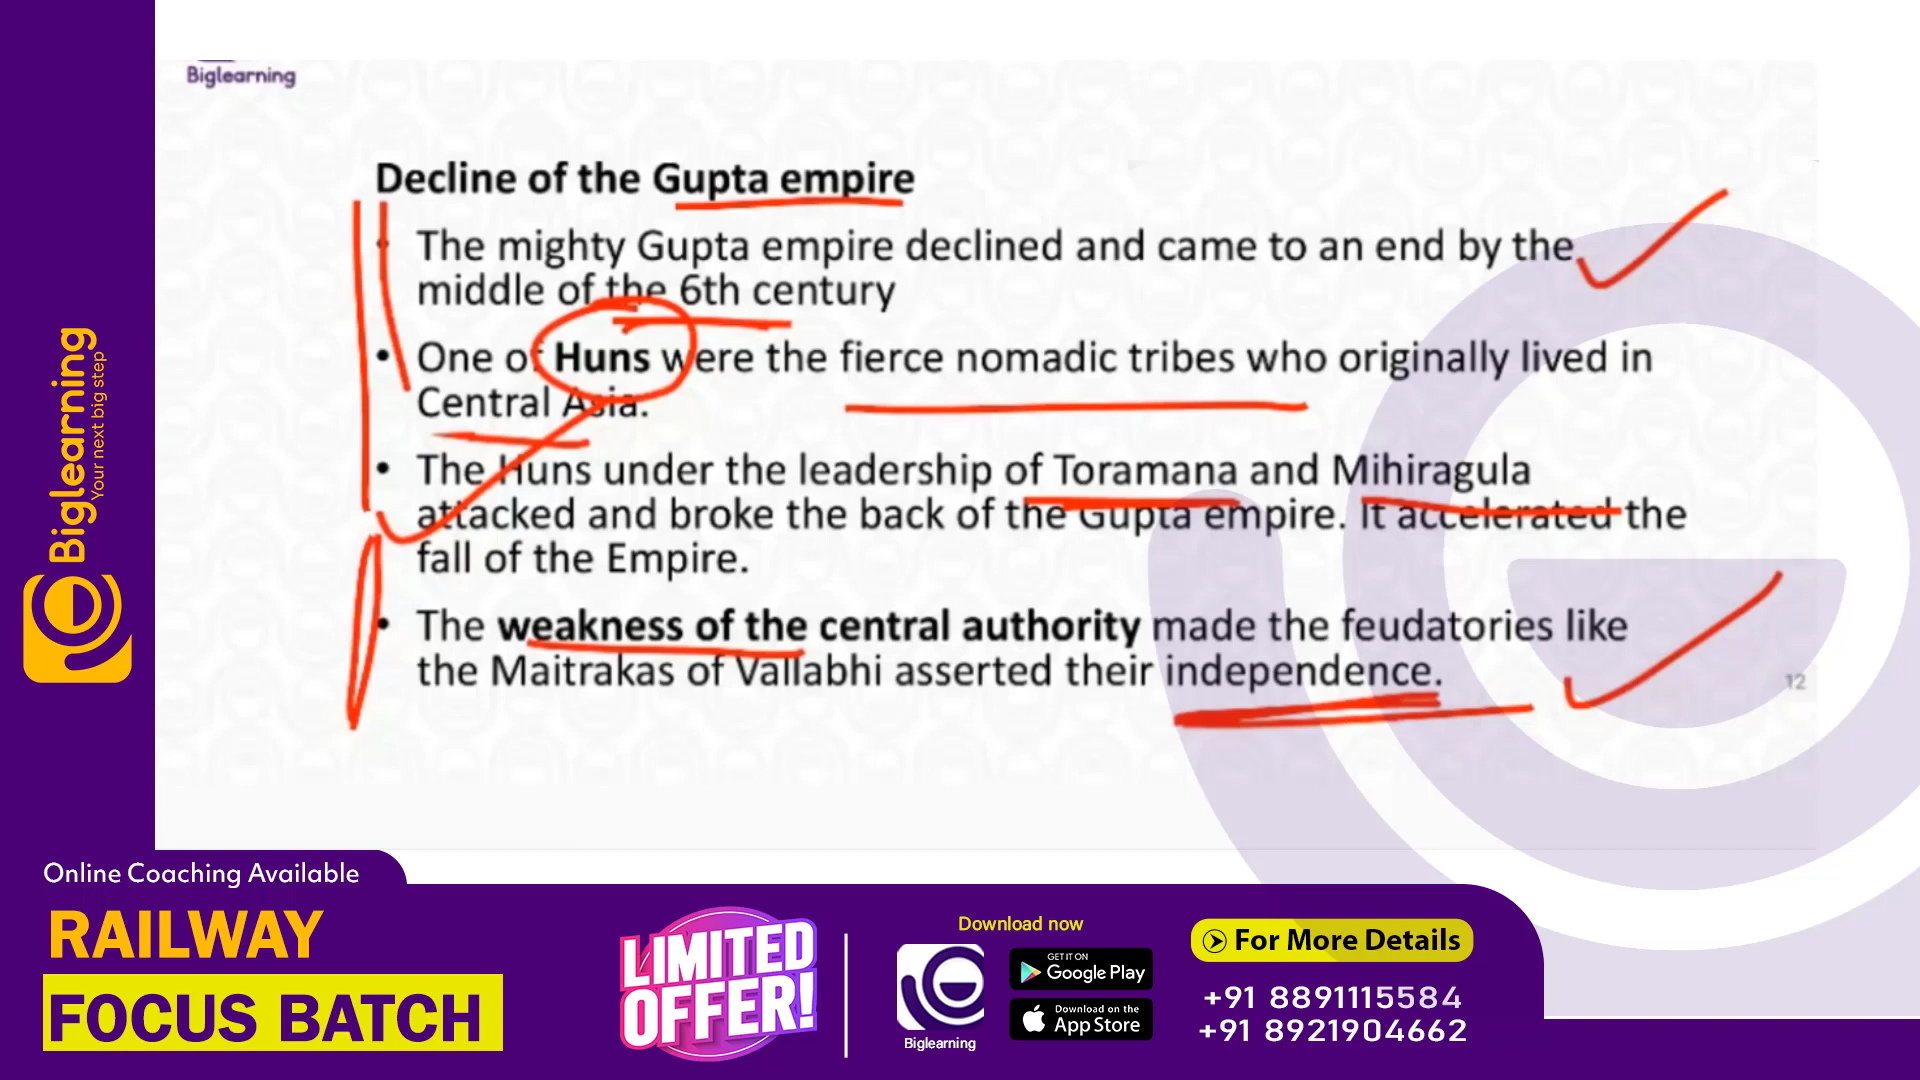 Biglearning
Decline of the Gupta empire
The mighty Gupta empire declined and came to an end by the
middle of the 6th century
• One of Huns were the fierce nomadic tribes who originally lived in
Central Asia.
• The Huns under the leadership of Toramana and Mihiragula
attacked and broke the back of the Gupta empire. It accelerated the
fall of the Empire.
• The weakness of the central authority made the feudatories like
the Maitrakas of Vallabhi asserted their independence.
12
Biglearning
Your next big step
Online Coaching Available
RAILWAY
FOCUS BATCH
LIMITED
OFFER!
Download now
GET IT ON
Google Play
Download on the
App Store
Biglearning
For More Details
+91 8891115584
+91 8921904662